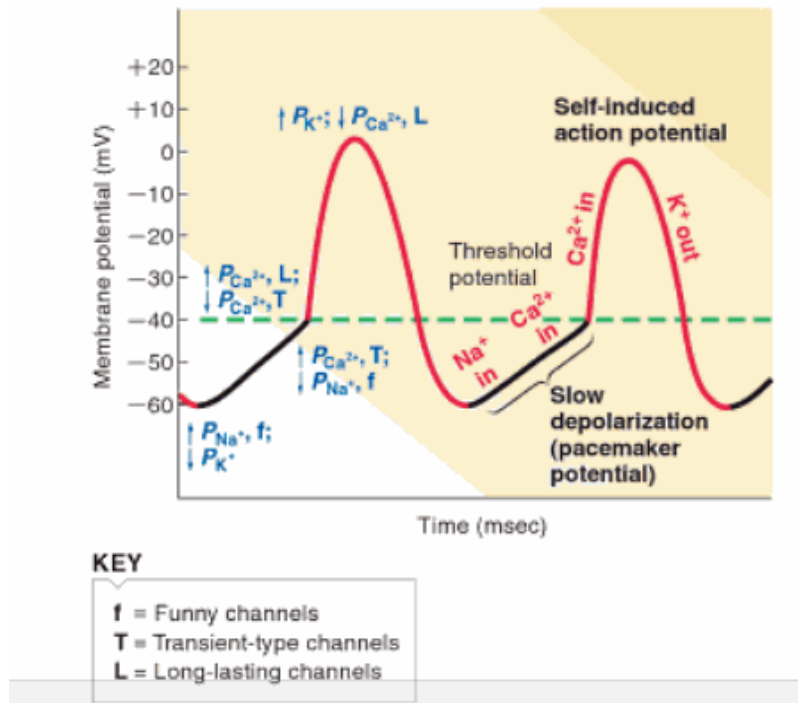 +20
+10
0
−10
−20
−30
−40
−50
−60
Membrane potential (mV)
↑ PK+; ↓ PCa2+, L
Self-induced
action potential
↑ PCa2+, L;
↓ PCa2+, T
Threshold
potential
Ca2+ in
K+ out
↑ PCa2+, T;
↓ PNa+, f
Na+
in
Ca2+
in
Slow
depolarization
(pacemaker
potential)
↑ PNa+, f;
↓ PK+
Time (msec)
KEY
f = Funny channels
T = Transient-type channels
L = Long-lasting channels